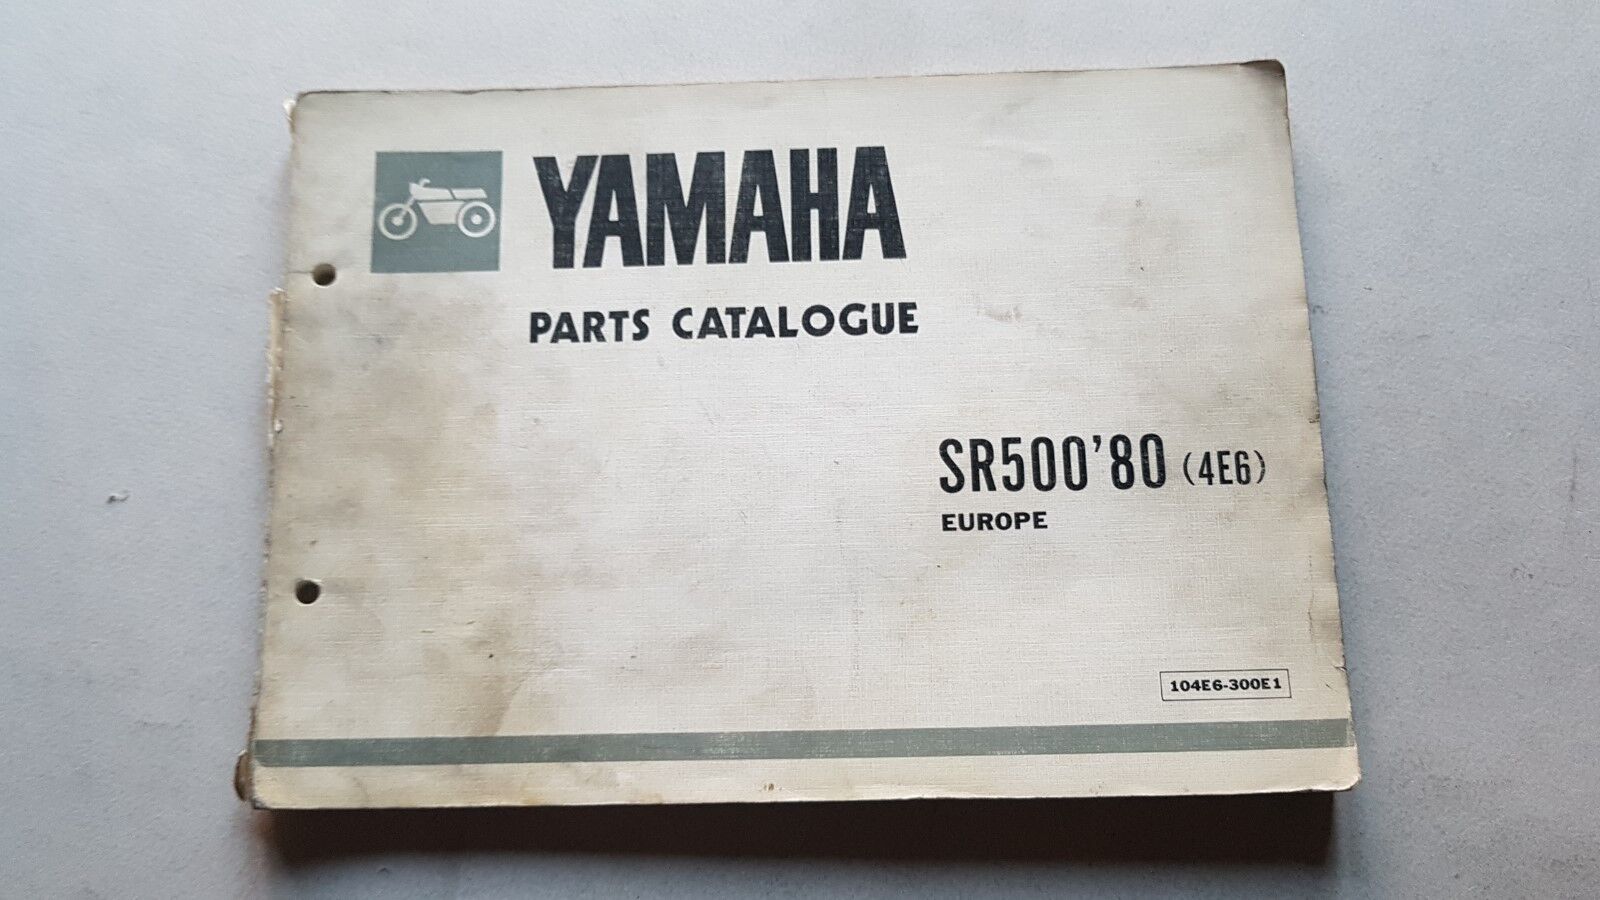 YAMAHA
PARTS CATALOGUE
SR500'80 (4E6)
EUROPE
104E6-300E1